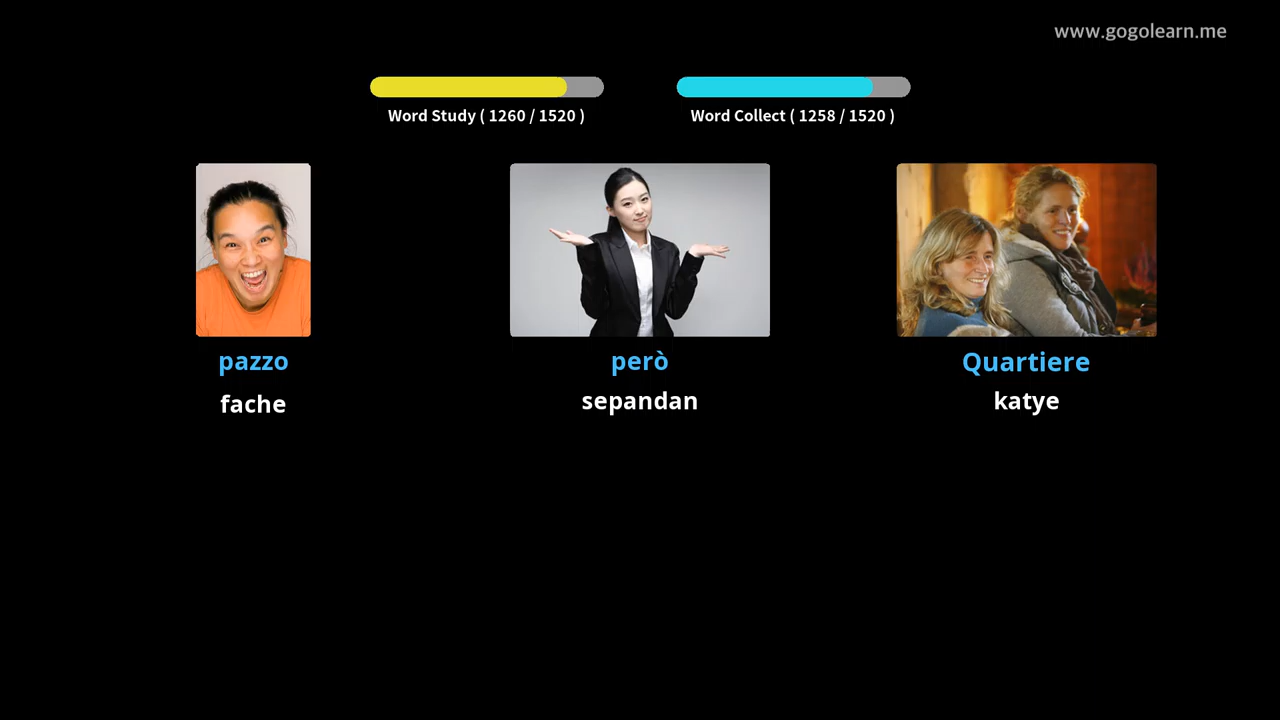 www.gogolearn.me
Word Study ( 1260 / 1520 )
Word Collect ( 1258 / 1520 )
pazzo
fache
però
sepandan
Quartiere
katye